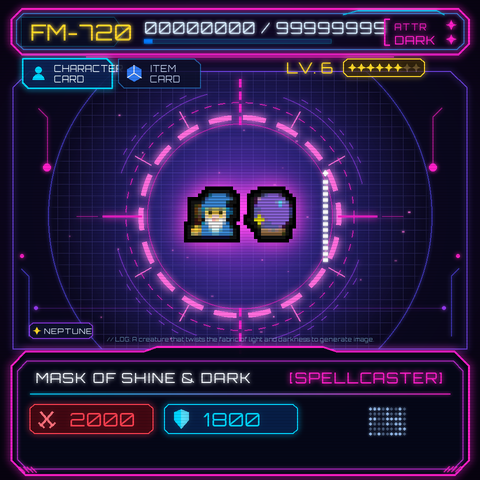 FM-720
00000000 / 99999999
ATTR
DARK
CHARACTER
CARD
ITEM
CARD
LV. 6
NEPTUNE
// LOG: A creature that twists the fabric of light and darkness to generate image.
MASK OF SHINE & DARK
[SPELLCASTER]
2000
1800